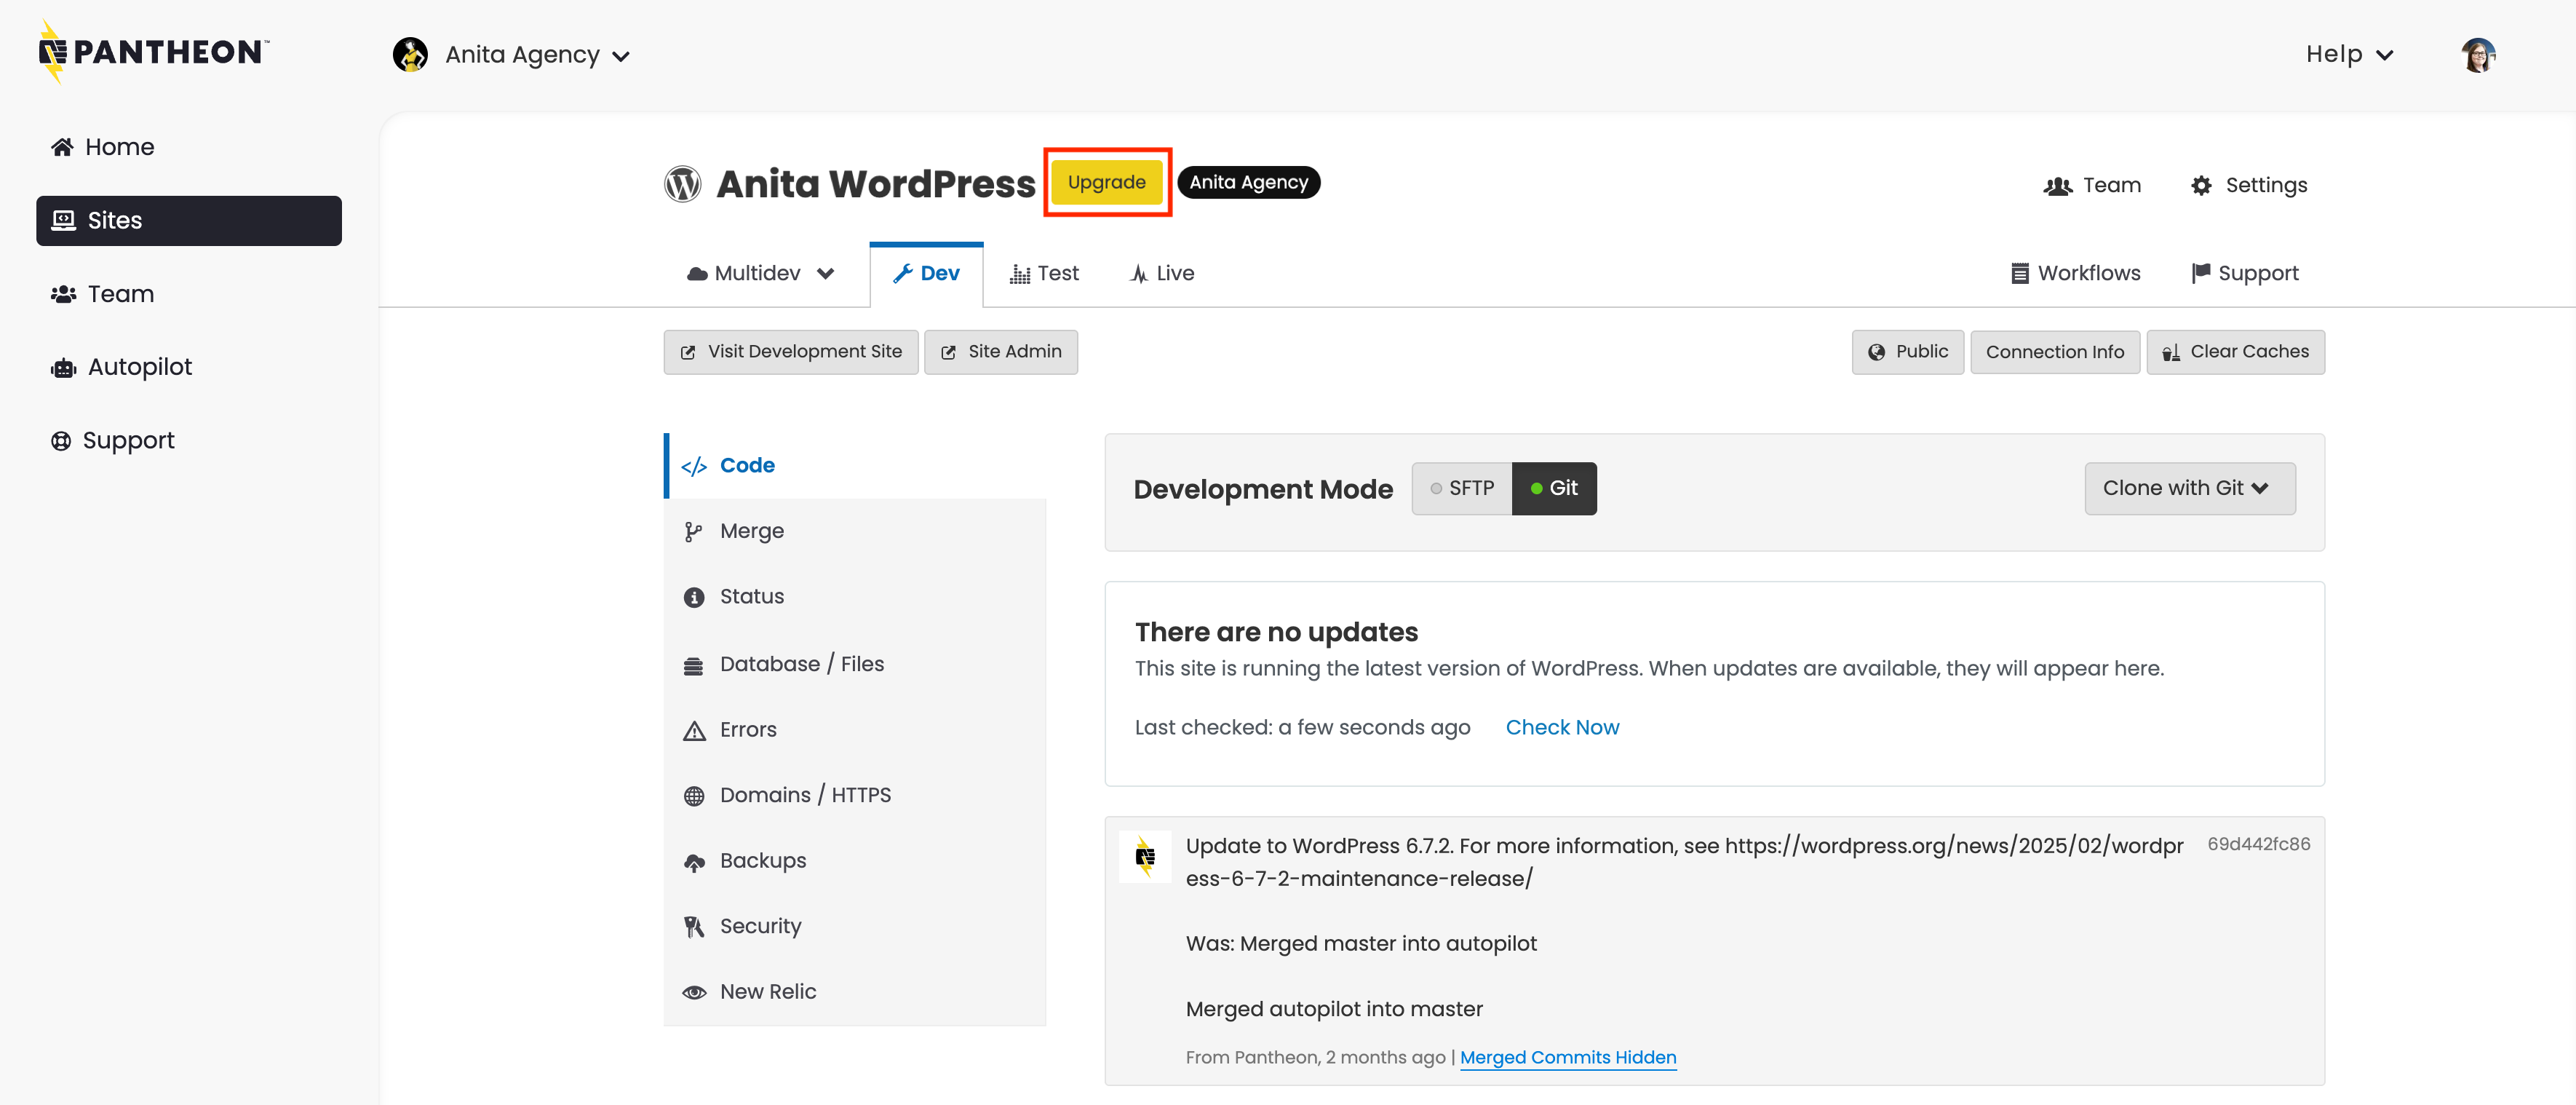 PANTHEON™
Anita Agency
Help
Home
Sites
Team
Autopilot
Support
Anita WordPress
Upgrade
Anita Agency
Team
Settings
Multidev
Dev
Test
Live
Workflows
Support
Visit Development Site
Site Admin
Public
Connection Info
Clear Caches
Code
Merge
Status
Database / Files
Errors
Domains / HTTPS
Backups
Security
New Relic
Development Mode
SFTP
Git
Clone with Git
There are no updates
This site is running the latest version of WordPress. When updates are available, they will appear here.
Last checked: a few seconds ago
Check Now
Update to WordPress 6.7.2. For more information, see https://wordpress.org/news/2025/02/wordpr
69d442fc86
ess-6-7-2-maintenance-release/
Was: Merged master into autopilot
Merged autopilot into master
From Pantheon, 2 months ago | Merged Commits Hidden